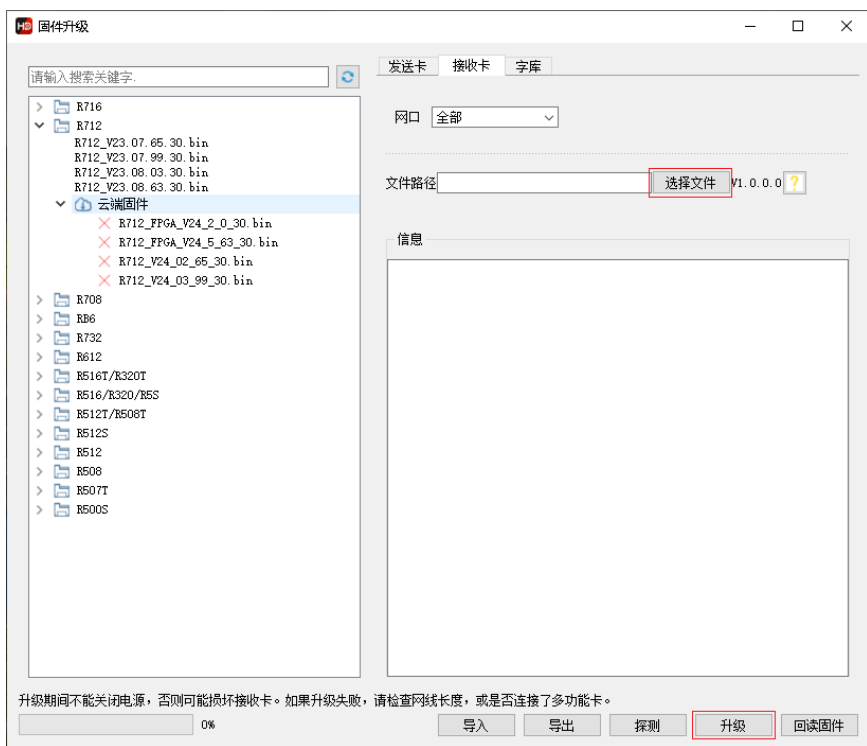 HD 固件升级
请输入搜索关键字.
R716
R712
R712_V23.07.65.30.bin
R712_V23.07.99.30.bin
R712_V23.08.03.30.bin
R712_V23.08.63.30.bin
云端固件
R712_FPGA_V24_2_0_30.bin
R712_FPGA_V24_5_63_30.bin
R712_V24_02_65_30.bin
R712_V24_03_99_30.bin
R708
RB6
R732
R612
R516T/R320T
R516/R320/R5S
R512T/R508T
R512S
R512
R508
R507T
R500S
发送卡 接收卡 字库
网口 全部
文件路径 选择文件 V1.0.0.0 ?
信息
升级期间不能关闭电源，否则可能损坏接收卡。如果升级失败，请检查网线长度，或是否连接了多功能卡。
0% 导入 导出 探测 升级 回读固件